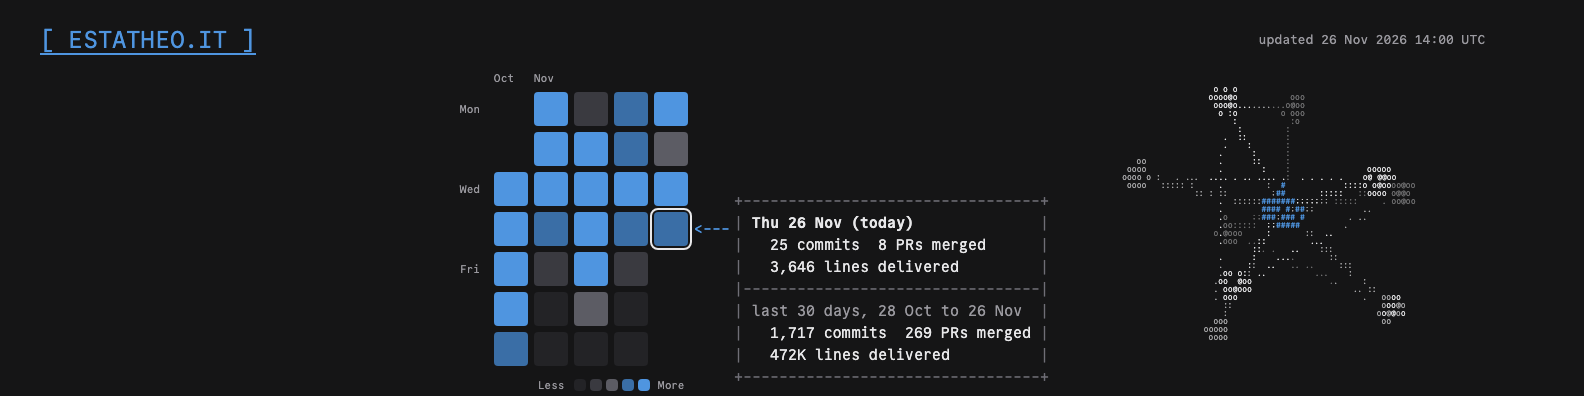 [ ESTATHEO.IT ]
updated 26 Nov 2026 14:00 UTC
Oct Nov
Mon
Wed
Fri
Less More
Thu 26 Nov (today)
25 commits 8 PRs merged
3,646 lines delivered
last 30 days, 28 Oct to 26 Nov
1,717 commits 269 PRs merged
472K lines delivered